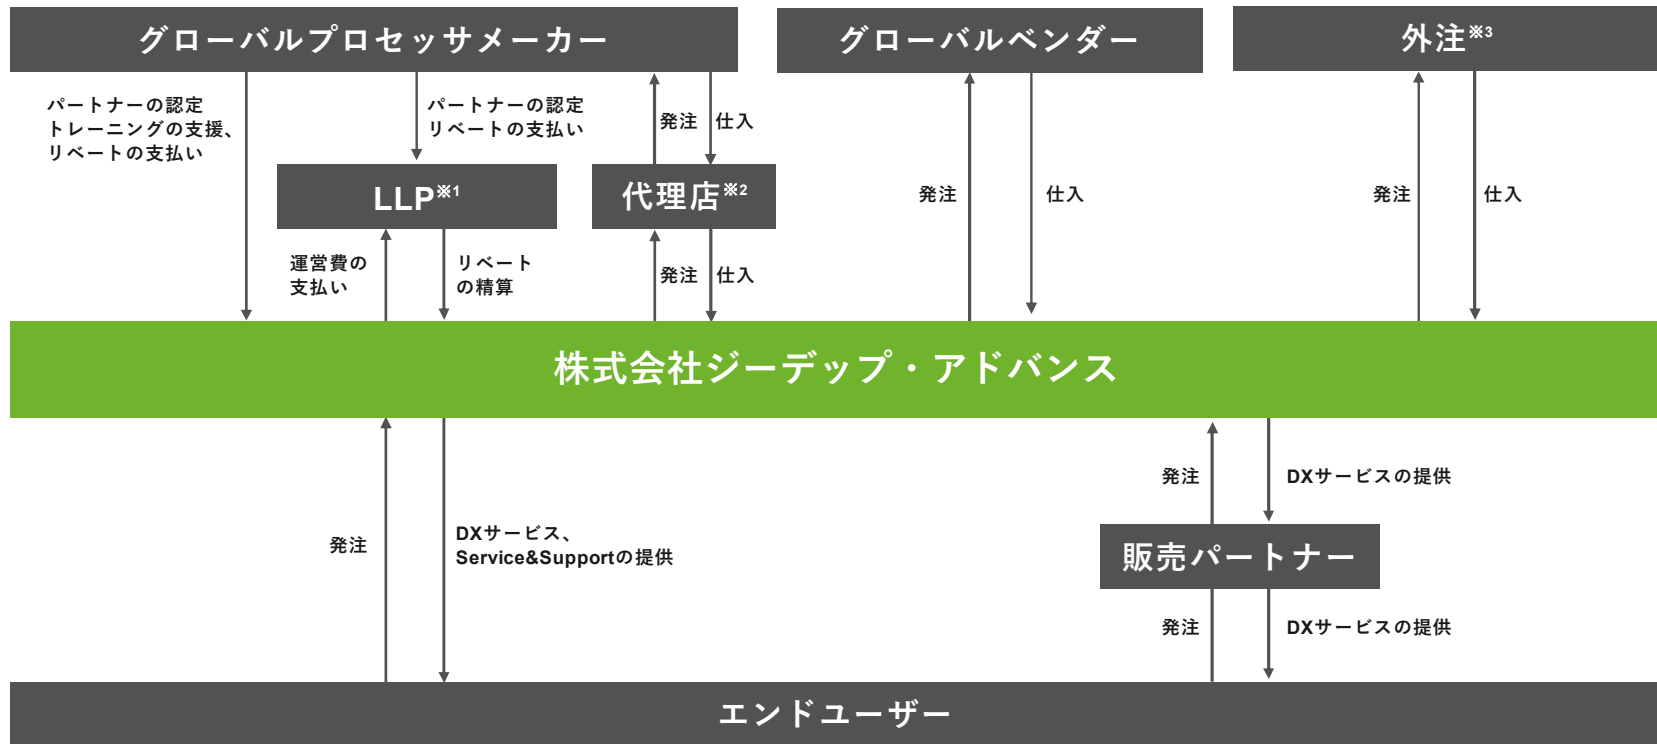 グローバルプロセッサメーカー
グローバルベンダー
外注※3
パートナーの認定
トレーニングの支援、
リベートの支払い
パートナーの認定
リベートの支払い
発注
仕入
LLP※1
代理店※2
発注
仕入
発注
仕入
運営費の
支払い
リベート
の精算
発注
仕入
株式会社ジーデップ・アドバンス
発注
DXサービス、
Service&Supportの提供
発注
DXサービスの提供
販売パートナー
発注
DXサービスの提供
エンドユーザー